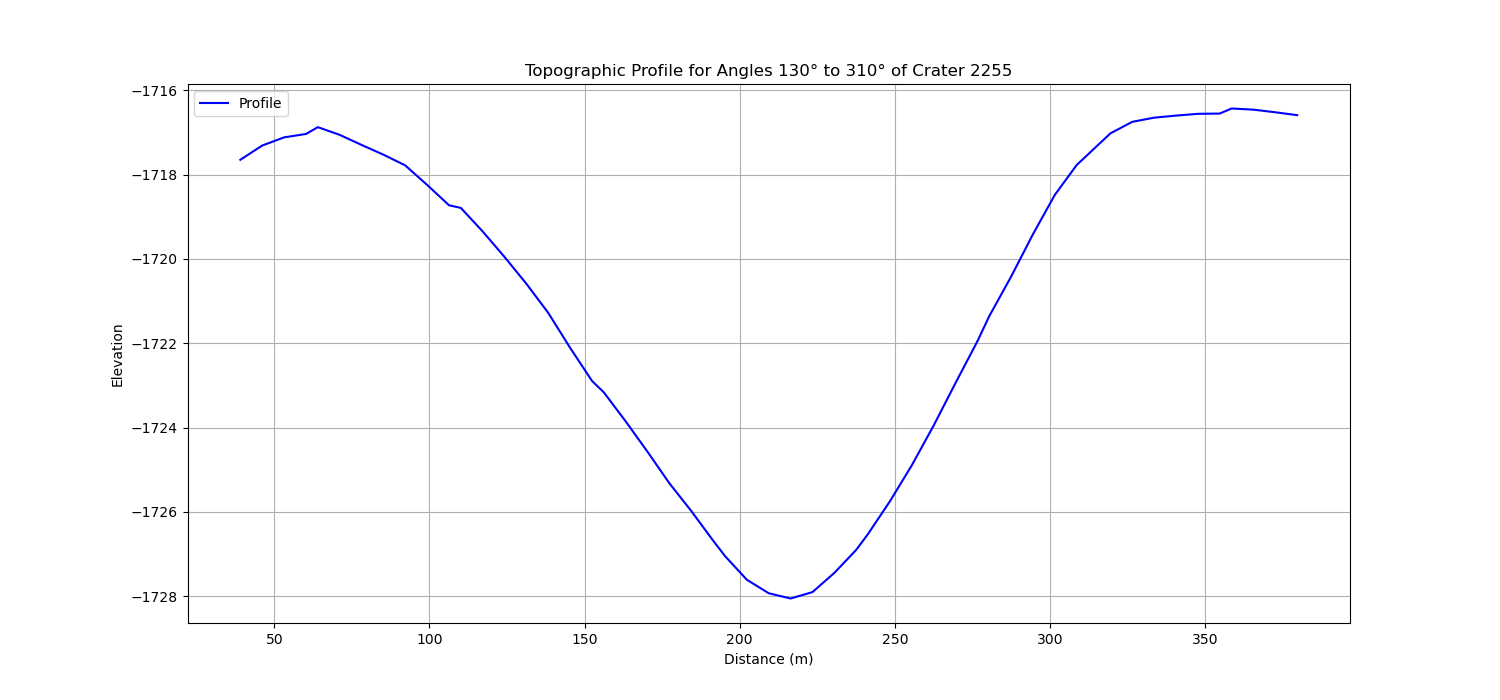 Topographic Profile for Angles 130° to 310° of Crater 2255
Profile
−1716
−1718
−1720
−1722
−1724
−1726
−1728
Elevation
50 100 150 200 250 300 350
Distance (m)